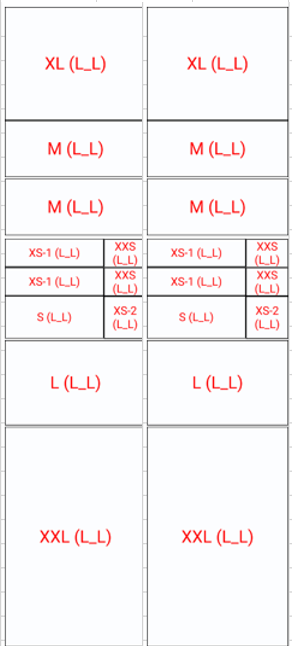 XL (L_L) XL (L_L)
M (L_L) M (L_L)
M (L_L) M (L_L)
XS-1 (L_L) XXS (L_L) XS-1 (L_L) XXS (L_L)
XS-1 (L_L) XXS (L_L) XS-1 (L_L) XXS (L_L)
S (L_L) XS-2 (L_L) S (L_L) XS-2 (L_L)
L (L_L) L (L_L)
XXL (L_L) XXL (L_L)